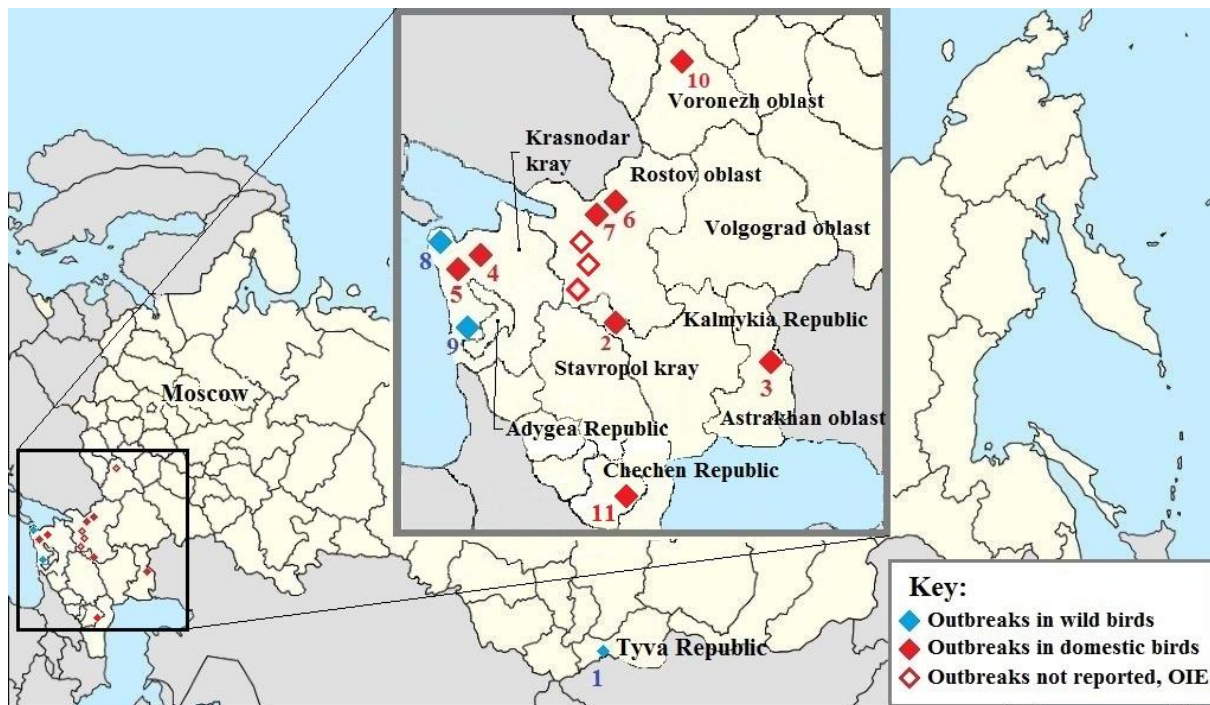 10
Voronezh oblast
Krasnodar
kray
Rostov oblast
6
7
Volgograd oblast
8
4
5
Kalmykia Republic
2
9
Stavropol kray
3
Moscow
Astrakhan oblast
Adygea Republic
Chechen Republic
11
Key:
Outbreaks in wild birds
Outbreaks in domestic birds
Outbreaks not reported, OIE
Tyva Republic
1